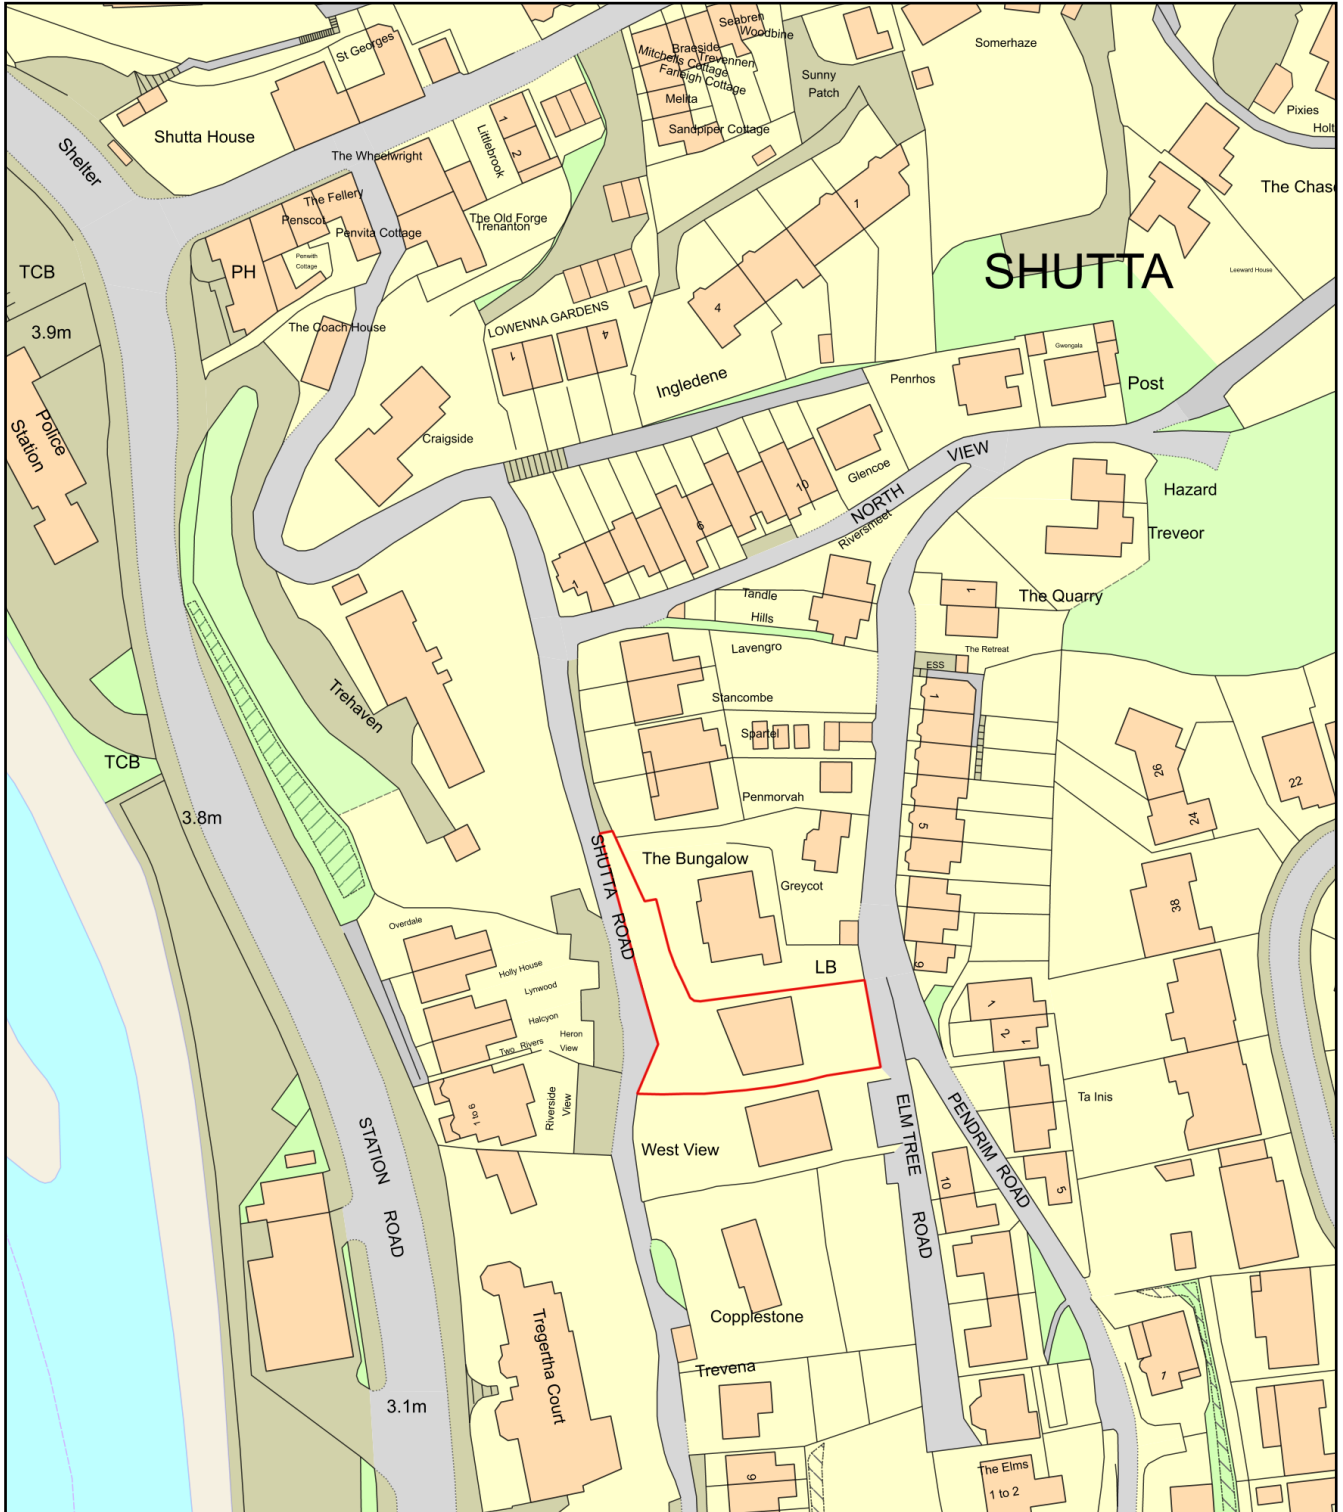 Seabren
Woodbine
St Georges
Braeside
Trevennen
Mitchells Cottage
Farleigh Cottage
Somerhaze
Sunny
Patch
Melita
Sandpiper Cottage
Pixies
Holt
Shutta House
Shelter
1
2
Littlebrook
The Wheelwright
The Fellery
Penscot
Penvita Cottage
The Old Forge
Trenanton
1
The Chase
TCB
PH
Penwith
Cottage
SHUTTA
Leeward House
3.9m
The Coach House
LOWENNA GARDENS
1
4
4
Ingledene
Penrhos
Gwengala
Post
Police
Station
Craigside
VIEW
Glencoe
10
NORTH
Riversmeet
6
1
Hazard
Treveor
Tandle
Hills
1
The Quarry
Lavengro
The Retreat
ESS
1
Trehaven
Stancombe
Spartel
TCB
26
22
Penmorvah
24
3.8m
5
SHUTTA ROAD
The Bungalow
Greycot
38
Overdale
LB
9
Holly House
Lynwood
Halcyon
Heron
View
Two Rivers
1
2
1
1 to 6
Riverside
View
Ta Inis
STATION ROAD
West View
ELM TREE ROAD
PENDRIM ROAD
10
5
Tregertha Court
Copplestone
Trevena
1
3.1m
9
The Elms
1 to 2